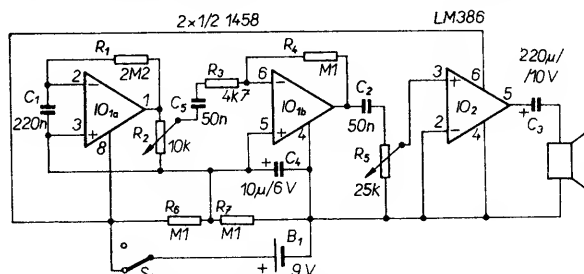 2×1/2 1458
LM386
R1
2M2
2
C1
220n
3
IO1a
1
8
R2
10k
C5
50n
R3
4k7
R4
M1
6
5
IO1b
C2
50n
C4
10µ/6V
R5
25k
3
2
IO2
6
5
4
220µ/
/10V
C3
R6
M1
R7
M1
B1
9V